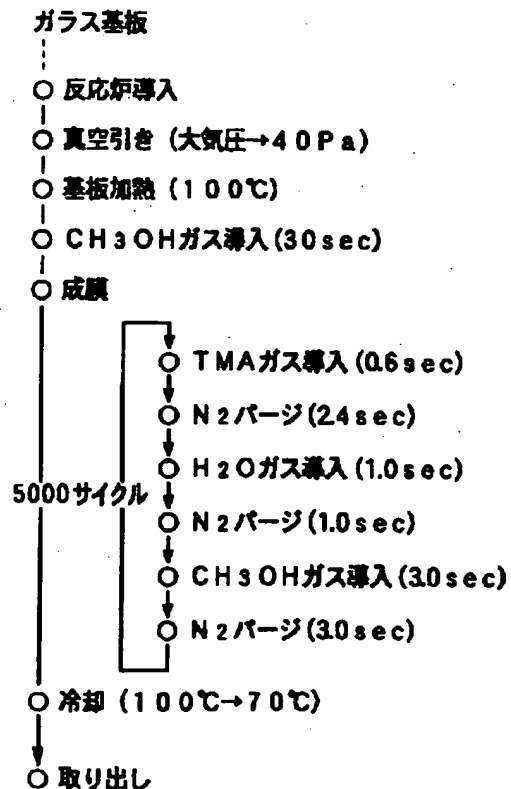 ガラス基板
反応炉導入
真空引き (大気圧→40Pa)
基板加熱 (100℃)
CH3OHガス導入(30sec)
成膜
TMAガス導入(0.6sec)
N2パージ(2.4sec)
H2Oガス導入(1.0sec)
5000サイクル
N2パージ(1.0sec)
CH3OHガス導入(3.0sec)
N2パージ(3.0sec)
冷却 (100℃→70℃)
取り出し